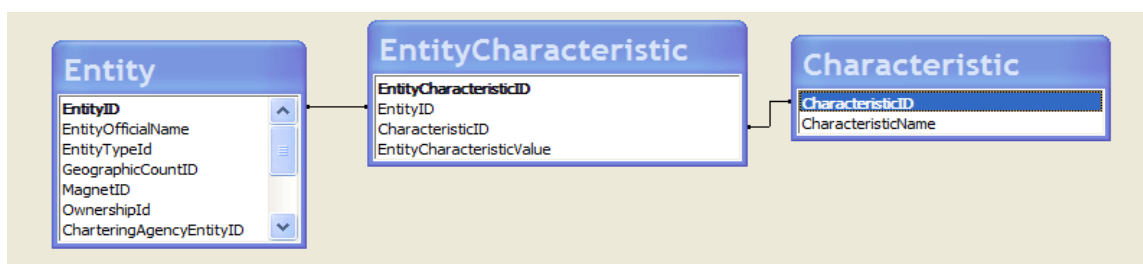 Entity
EntityID
EntityOfficialName
EntityTypeId
GeographicCountID
MagnetID
OwnershipId
CharteringAgencyEntityID
EntityCharacteristic
EntityCharacteristicID
EntityID
CharacteristicID
EntityCharacteristicValue
Characteristic
CharacteristicID
CharacteristicName